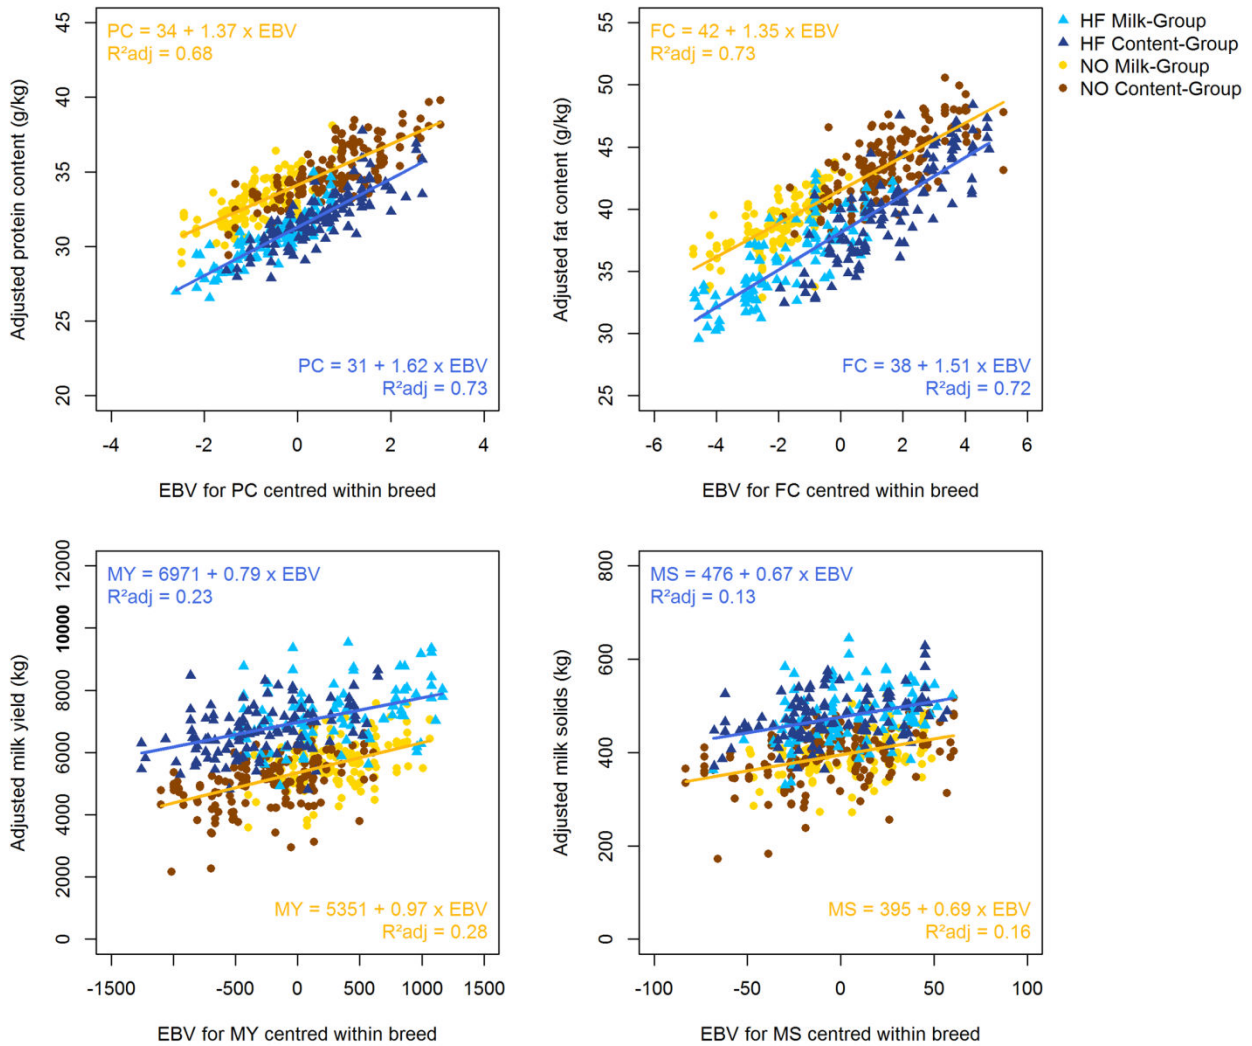 PC = 34 + 1.37 x EBV
R²adj = 0.68
PC = 31 + 1.62 x EBV
R²adj = 0.73
Adjusted protein content (g/kg)
45
40
35
30
25
20
-4
-2
0
2
4
EBV for PC centred within breed
FC = 42 + 1.35 x EBV
R²adj = 0.73
FC = 38 + 1.51 x EBV
R²adj = 0.72
Adjusted fat content (g/kg)
55
50
45
40
35
30
25
-6
-4
-2
0
2
4
6
EBV for FC centred within breed
HF Milk-Group
HF Content-Group
NO Milk-Group
NO Content-Group
MY = 6971 + 0.79 x EBV
R²adj = 0.23
MY = 5351 + 0.97 x EBV
R²adj = 0.28
Adjusted milk yield (kg)
12000
10000
8000
6000
4000
2000
0
-1500
-500
0
500
1500
EBV for MY centred within breed
MS = 476 + 0.67 x EBV
R²adj = 0.13
MS = 395 + 0.69 x EBV
R²adj = 0.16
Adjusted milk solids (kg)
800
600
400
200
0
-100
-50
0
50
100
EBV for MS centred within breed